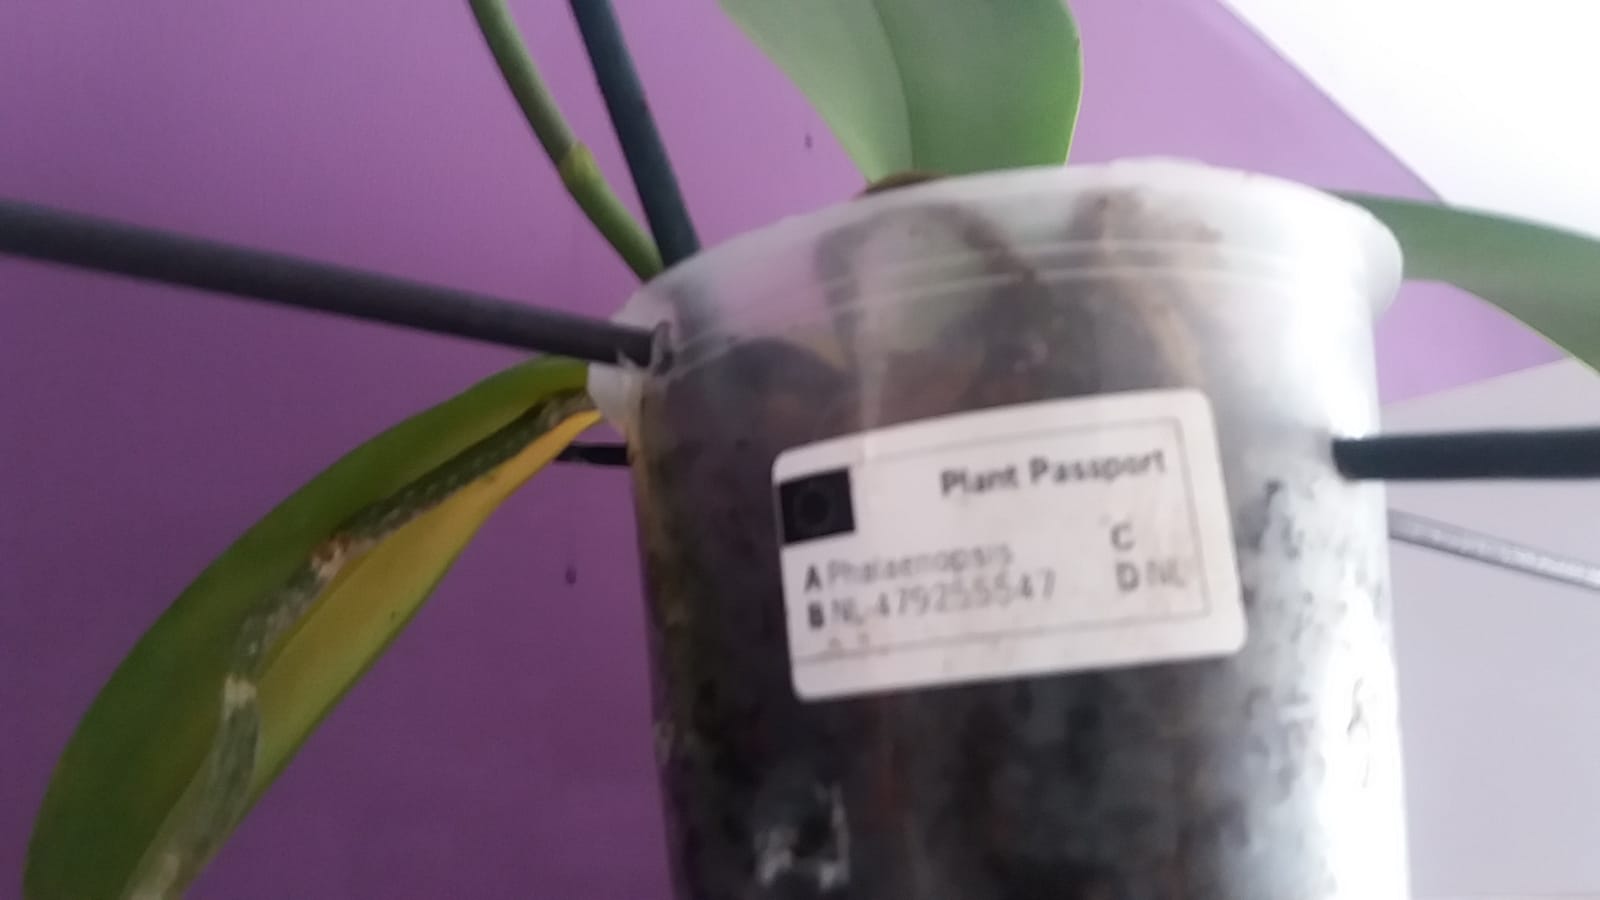 Plant Passport
A Phalaenopsis
C
B NL-479255547
D NL